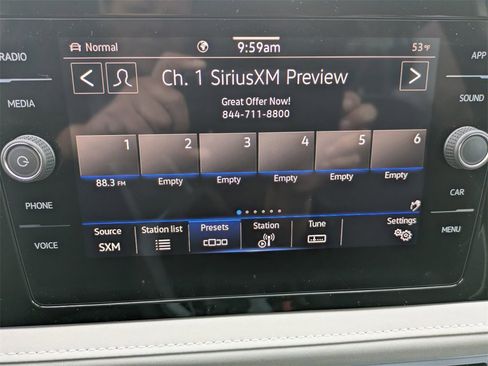 RADIO
MEDIA
PHONE
VOICE
Normal
9:59am
53 °F
Ch. 1 SiriusXM Preview
Great Offer Now!
844-711-8800
1 2 3 4 5 6
88.3 FM Empty Empty Empty Empty Empty
Source
SXM
Station list
Presets
Station
Tune
Settings
APP
SOUND
CAR
MENU